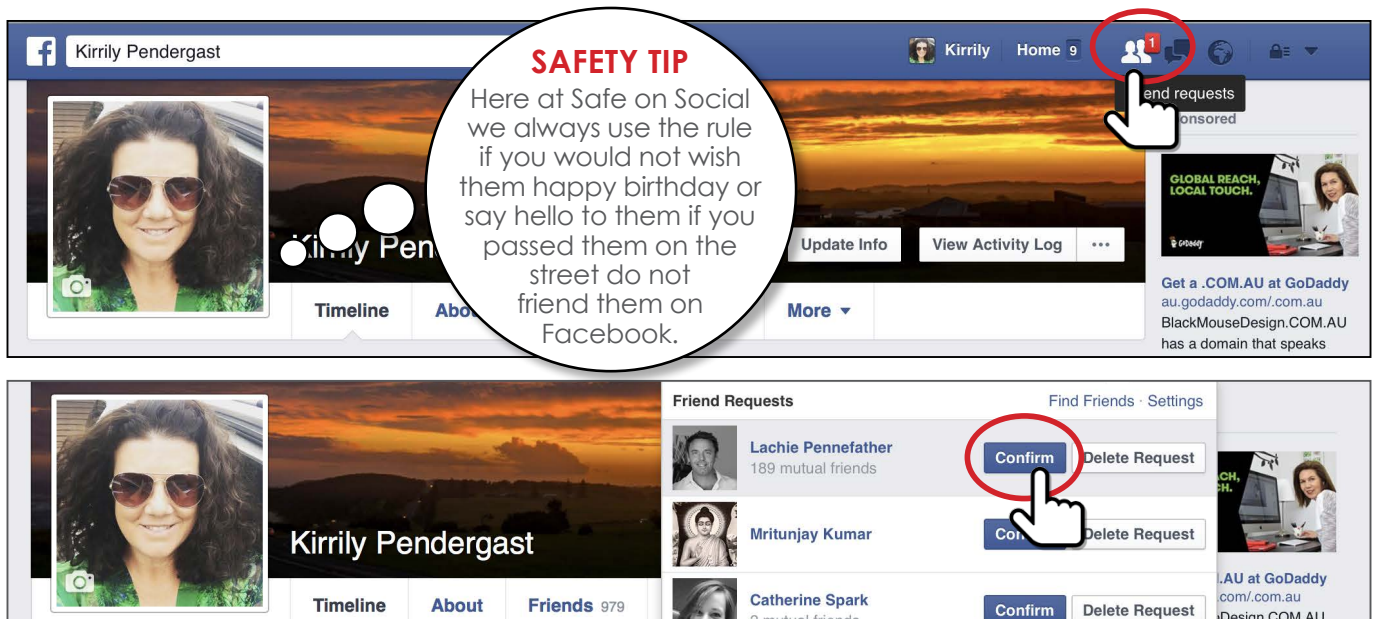 Kirrily Pendergast
Kirrily
Home 9
1
end requests
onsored
SAFETY TIP
Here at Safe on Social
we always use the rule
if you would not wish
them happy birthday or
say hello to them if you
passed them on the
street do not
friend them on
Facebook.
GLOBAL REACH,
LOCAL TOUCH.
GoDaddy
Update Info
View Activity Log
Timeline
More
Get a .COM.AU at GoDaddy
au.godaddy.com/.com.au
BlackMouseDesign.COM.AU
has a domain that speaks
Friend Requests
Find Friends · Settings
Lachie Pennefather
189 mutual friends
Confirm
Delete Request
Mritunjay Kumar
Delete Request
Catherine Spark
mutual friends
Confirm
Delete Request
Kirrily Pendergast
Timeline
About
Friends 979
CH,
H.
.AU at GoDaddy
.com/.com.au